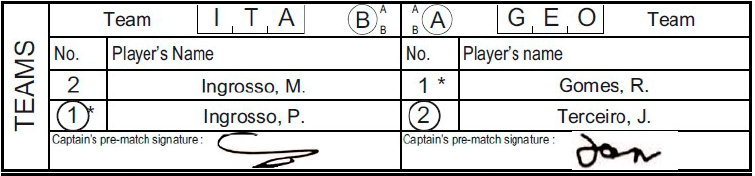 Team I T A B A B A B A G E O Team
TEAMS
No. Player's Name No. Player's name
2 Ingrosso, M. 1 * Gomes, R.
1 * Ingrosso, P. 2 Terceiro, J.
Captain's pre-match signature : Captain's pre-match signature :